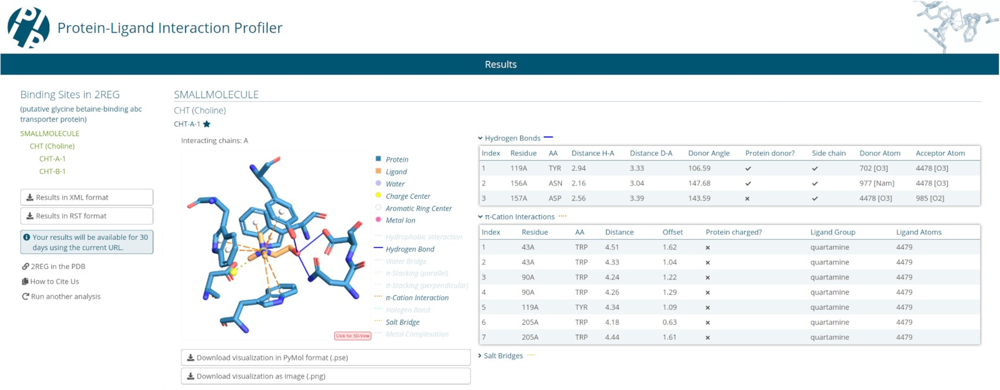 PLIP
Protein-Ligand Interaction Profiler
Results
Binding Sites in 2REG
(putative glycine betaine-binding abc
transporter protein)
SMALLMOLECULE
CHT (Choline)
CHT-A-1
CHT-B-1
Results in XML format
Results in RST format
Your results will be available for 30
days using the current URL.
2REG in the PDB
How to Cite Us
Run another analysis
SMALLMOLECULE
CHT (Choline)
CHT-A-1
Interacting chains: A
Protein
Ligand
Water
Charge Center
Aromatic Ring Center
Metal Ion
Hydrophobic Interaction
Hydrogen Bond
Water Bridge
π-Stacking (parallel)
π-Stacking (perpendicular)
π-Cation Interaction
Halogen Bond
Salt Bridge
Metal Complexation
Click for 3D-View
Download visualization in PyMol format (.pse)
Download visualization as image (.png)
Hydrogen Bonds
Index Residue AA Distance H-A Distance D-A Donor Angle Protein donor? Side chain Donor Atom Acceptor Atom
1 119A TYR 2.94 3.33 106.59 ✓ ✓ 702 [O3] 4478 [O3]
2 156A ASN 2.16 3.04 147.68 ✓ ✓ 977 [Nam] 4478 [O3]
3 157A ASP 2.56 3.39 143.59 × ✓ 4478 [O3] 985 [O2]
π-Cation Interactions
Index Residue AA Distance Offset Protein charged? Ligand Group Ligand Atoms
1 43A TRP 4.51 1.62 × quartamine 4479
2 43A TRP 4.33 1.04 × quartamine 4479
3 90A TRP 4.24 1.22 × quartamine 4479
4 90A TRP 4.26 1.29 × quartamine 4479
5 119A TYR 4.34 1.09 × quartamine 4479
6 205A TRP 4.18 0.63 × quartamine 4479
7 205A TRP 4.44 1.61 × quartamine 4479
Salt Bridges